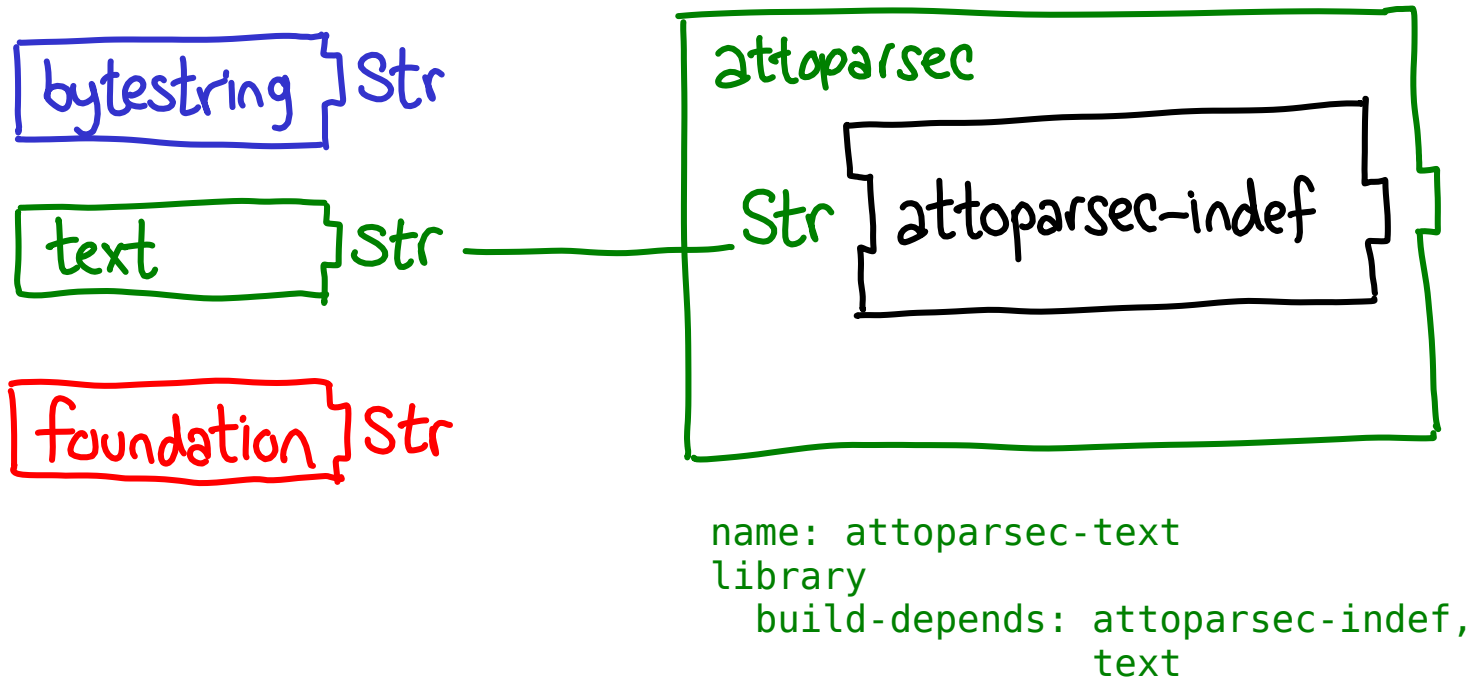 bytestring Str
text Str
foundation Str
attoparsec
Str attoparsec-indef
name: attoparsec-text
library
  build-depends: attoparsec-indef,
                 text